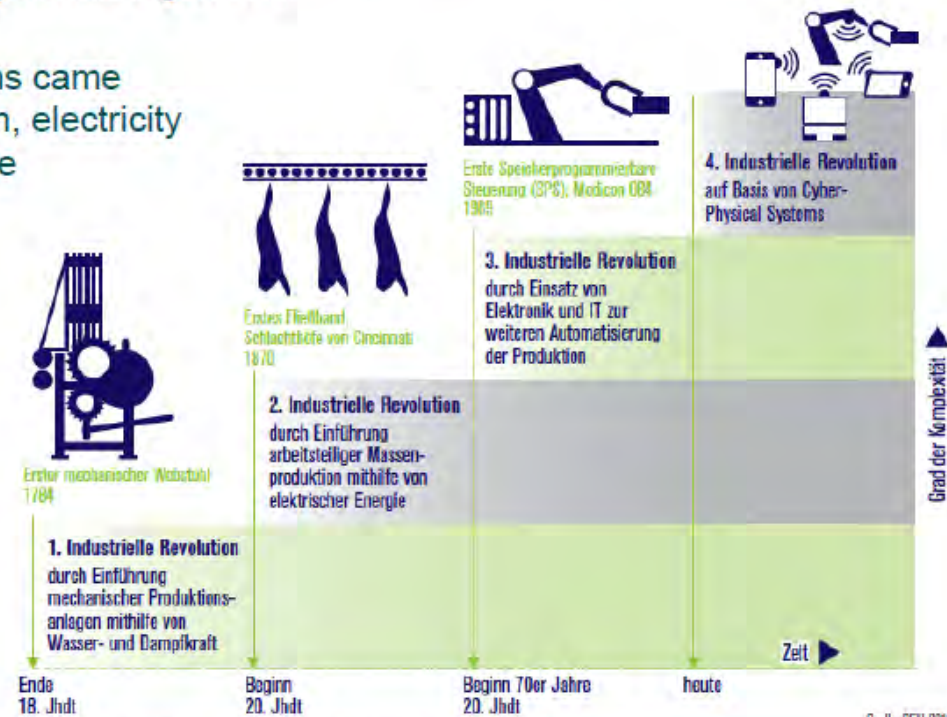 ns came
n, electricity
e
4. Industrielle Revolution
auf Basis von Cyber-
Physical Systems
Erste Speicherprogrammierbare
Steuerung (SPS), Modicon 084
1969
3. Industrielle Revolution
durch Einsatz von
Elektronik und IT zur
weiteren Automatisierung
der Produktion
Erstes Fließband
Schlachthöfe von Cincinnati
1870
2. Industrielle Revolution
durch Einführung
arbeitsteiliger Massen-
produktion mithilfe von
elektrischer Energie
Erster mechanischer Webstuhl
1784
1. Industrielle Revolution
durch Einführung
mechanischer Produktions-
anlagen mithilfe von
Wasser- und Dampfkraft
Grad der Komplexität
Zeit
Ende
18. Jhdt
Beginn
20. Jhdt
Beginn 70er Jahre
20. Jhdt
heute